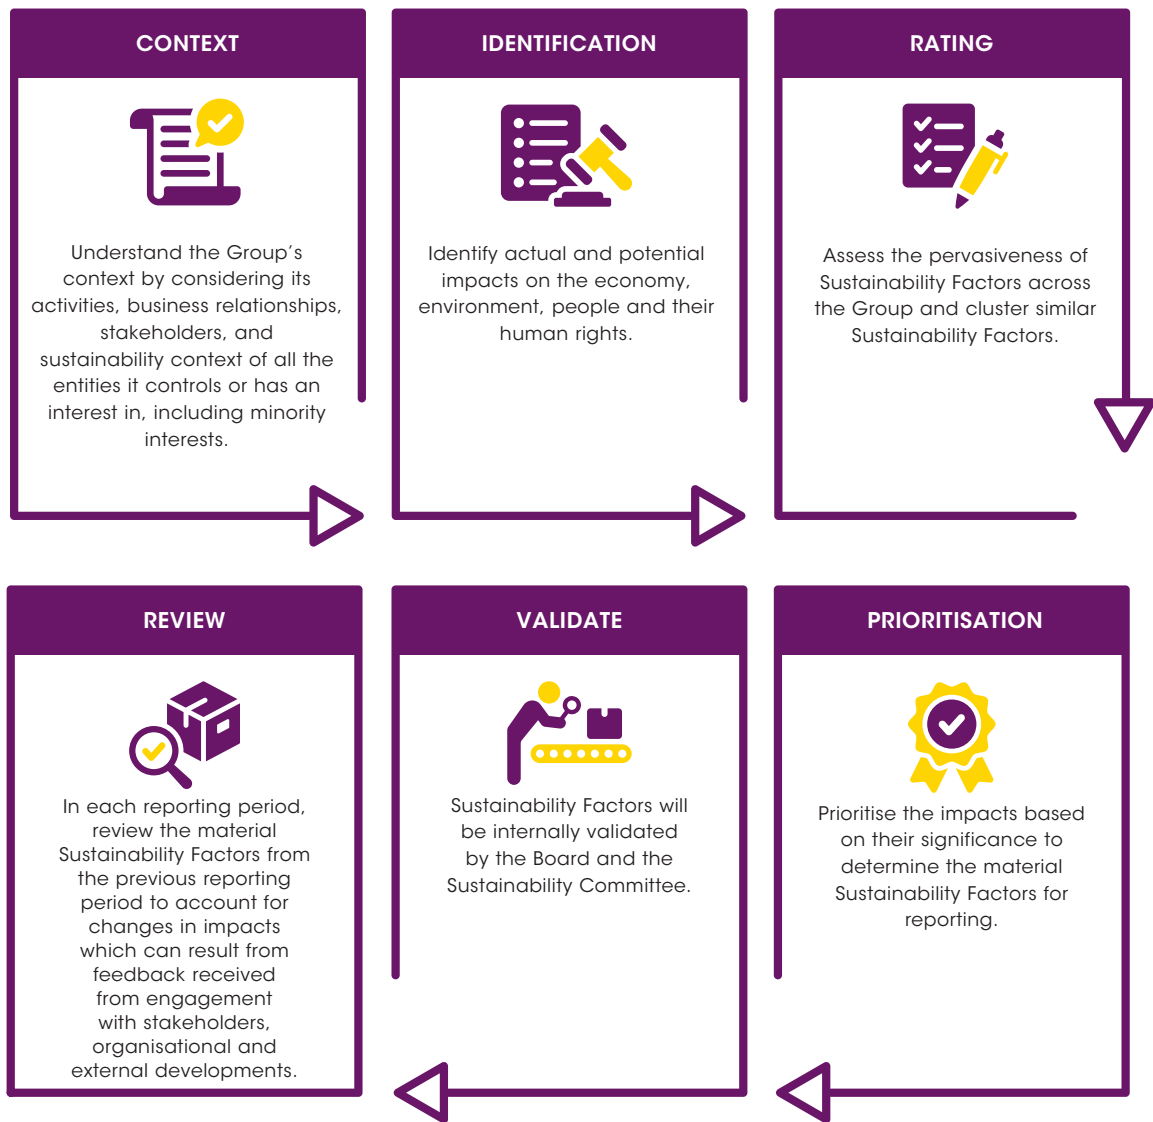 CONTEXT
Understand the Group's
context by considering its
activities, business relationships,
stakeholders, and
sustainability context of all the
entities it controls or has an
interest in, including minority
interests.
IDENTIFICATION
Identify actual and potential
impacts on the economy,
environment, people and their
human rights.
RATING
Assess the pervasiveness of
Sustainability Factors across
the Group and cluster similar
Sustainability Factors.
PRIORITISATION
Prioritise the impacts based
on their significance to
determine the material
Sustainability Factors for
reporting.
VALIDATE
Sustainability Factors will
be internally validated
by the Board and the
Sustainability Committee.
REVIEW
In each reporting period,
review the material
Sustainability Factors from
the previous reporting
period to account for
changes in impacts
which can result from
feedback received
from engagement
with stakeholders,
organisational and
external developments.